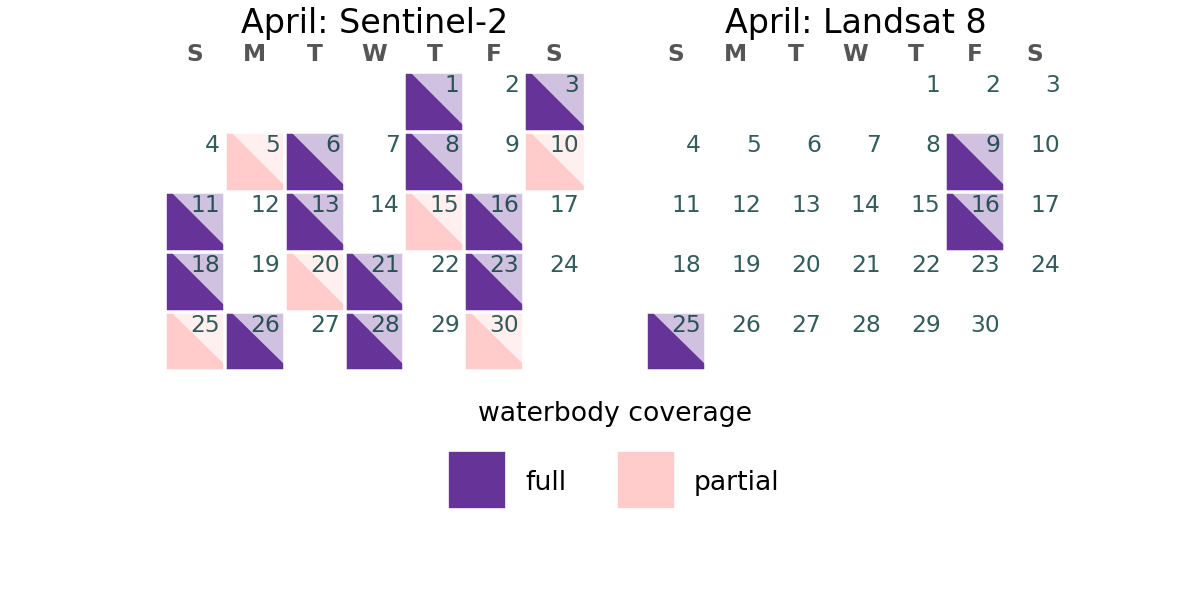 April: Sentinel-2
S M T W T F S
1 2 3
4 5 6 7 8 9 10
11 12 13 14 15 16 17
18 19 20 21 22 23 24
25 26 27 28 29 30
April: Landsat 8
S M T W T F S
1 2 3
4 5 6 7 8 9 10
11 12 13 14 15 16 17
18 19 20 21 22 23 24
25 26 27 28 29 30
waterbody coverage
full partial